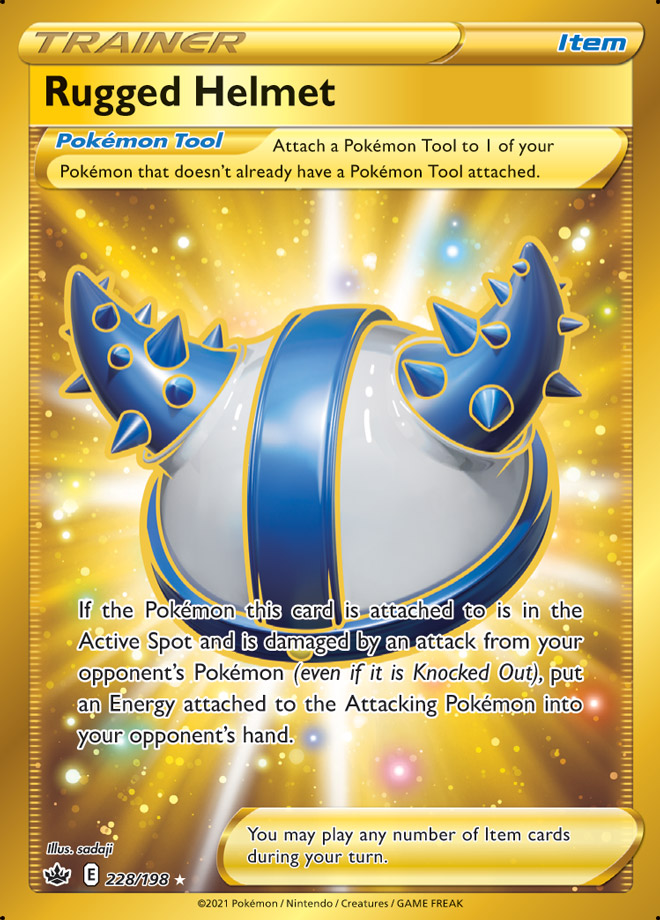 TRAINER Item
Rugged Helmet
Pokémon Tool Attach a Pokémon Tool to 1 of your
Pokémon that doesn't already have a Pokémon Tool attached.
If the Pokémon this card is attached to is in the
Active Spot and is damaged by an attack from your
opponent's Pokémon (even if it is Knocked Out), put
an Energy attached to the Attacking Pokémon into
your opponent's hand.
You may play any number of Item cards
during your turn.
Illus. sadaji
E 228/198 ★
©2021 Pokémon / Nintendo / Creatures / GAME FREAK